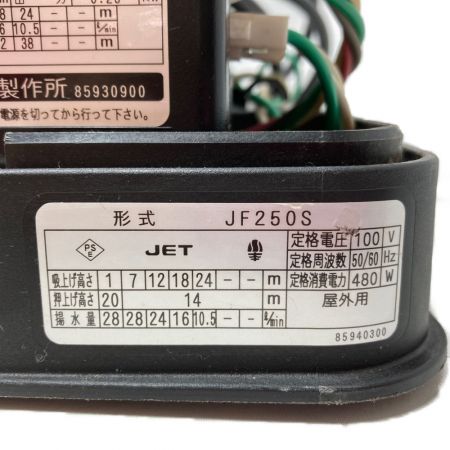 8 24 - - m
6 10.5 - - ℓ/min
2 38 - - m
製作所 85930900
電源を切ってから行って下さい。
形式 JF250S
PSE JET
定格電圧 100 V
定格周波数 50/60 Hz
定格消費電力 480 W
屋外用
吸上げ高さ 1 7 12 18 24 - - m
押上げ高さ 20 14 m
揚水量 28 28 24 16 10.5 - - ℓ/min
85940300